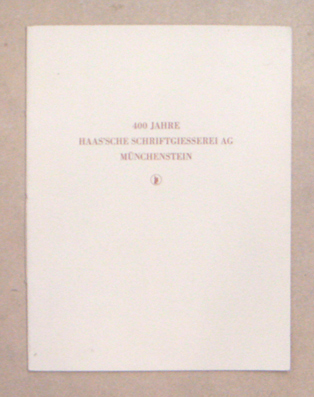 400 JAHRE
HAAS'SCHE SCHRIFTGIESSEREI AG
MÜNCHENSTEIN